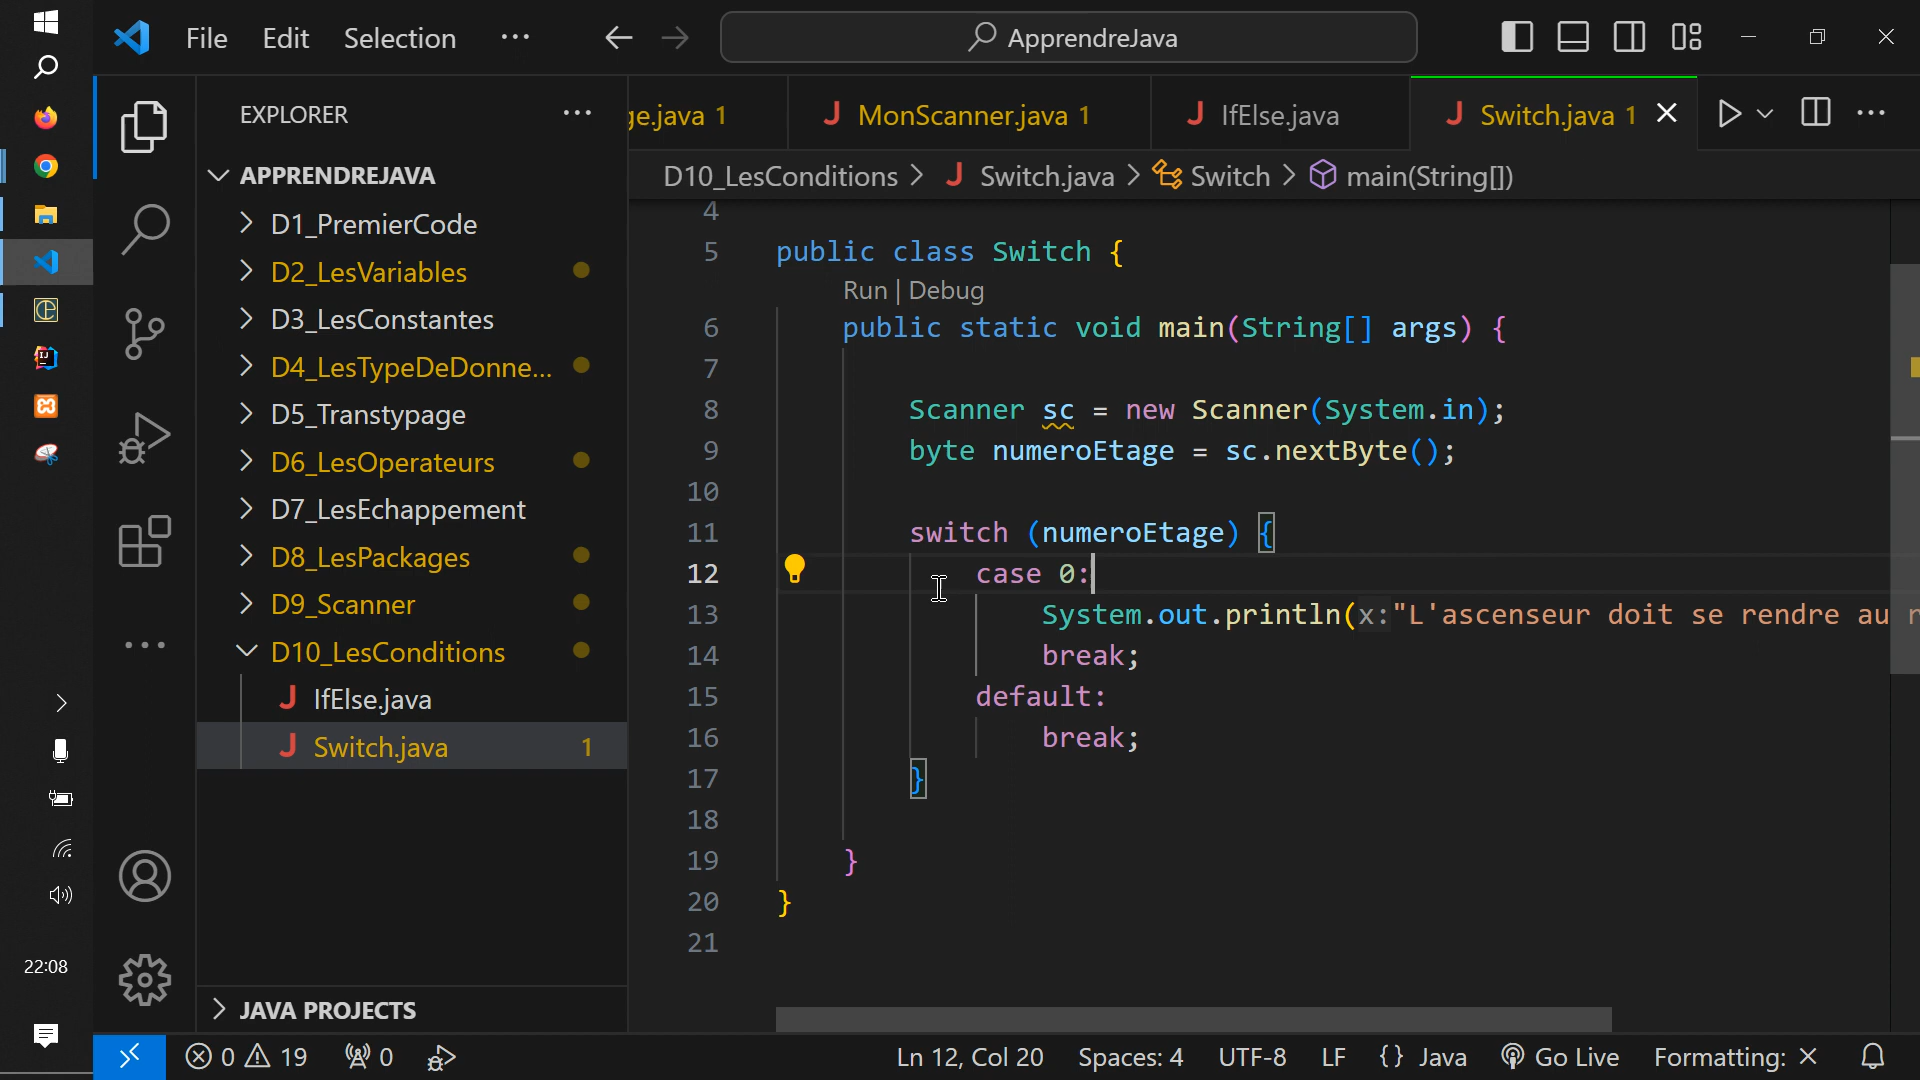 File Edit Selection ··· ApprendreJava
EXPLORER ···
ge.java 1 MonScanner.java 1 IfElse.java Switch.java 1
D10_LesConditions > Switch.java > Switch > main(String[])
APPRENDREJAVA
D1_PremierCode
D2_LesVariables
D3_LesConstantes
D4_LesTypeDeDonne...
D5_Transtypage
D6_LesOperateurs
D7_LesEchappement
D8_LesPackages
D9_Scanner
D10_LesConditions
IfElse.java
Switch.java 1
JAVA PROJECTS
4
5 public class Switch {
Run | Debug
6 public static void main(String[] args) {
7
8 Scanner sc = new Scanner(System.in);
9 byte numeroEtage = sc.nextByte();
10
11 switch (numeroEtage) {
12 case 0:
13 System.out.println(x:"L'ascenseur doit se rendre au
14 break;
15 default:
16 break;
17 }
18
19 }
20 }
21
22:08
0 19 0 Ln 12, Col 20 Spaces: 4 UTF-8 LF {} Java Go Live Formatting: ×